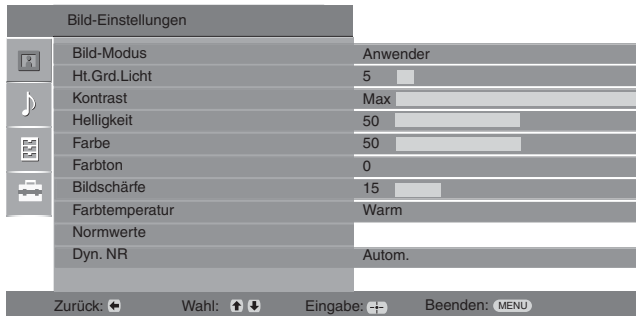 Bild-Einstellungen
Bild-Modus Anwender
Ht.Grd.Licht 5
Kontrast Max
Helligkeit 50
Farbe 50
Farbton 0
Bildschärfe 15
Farbtemperatur Warm
Normwerte
Dyn. NR Autom.
Zurück: Wahl: Eingabe: Beenden: MENU